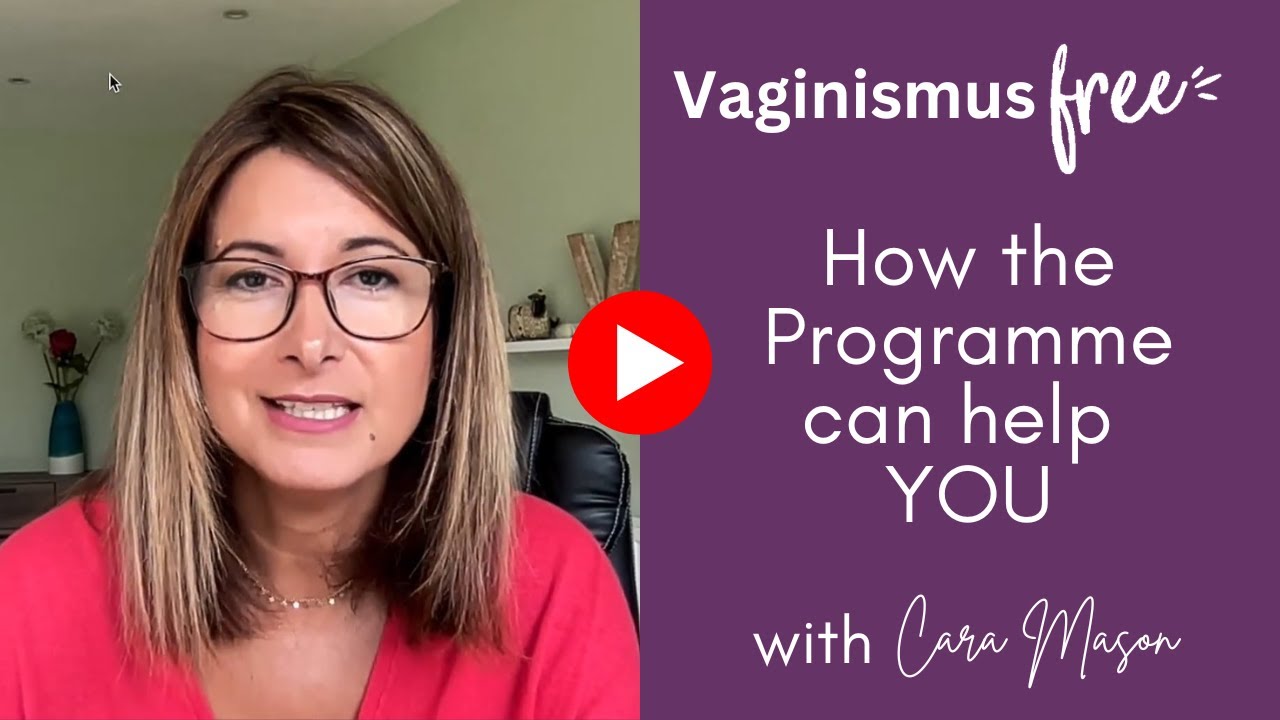 Vaginismus free
How the
Programme
can help
YOU
with Cara Mason